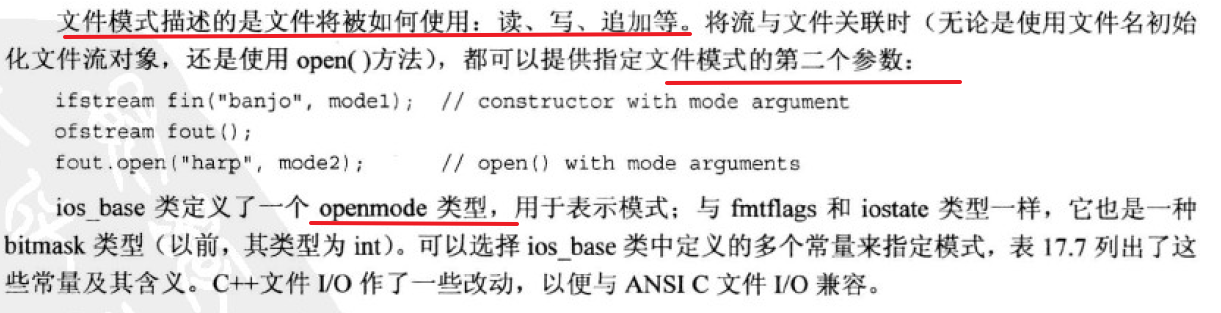 文件模式描述的是文件将被如何使用：读、写、追加等。将流与文件关联时（无论是使用文件名初始
化文件流对象，还是使用 open( )方法），都可以提供指定文件模式的第二个参数：
ifstream fin("banjo", mode1);  // constructor with mode argument
ofstream fout();
fout.open("harp", mode2);      // open() with mode arguments
ios_base 类定义了一个 openmode 类型，用于表示模式；与 fmtflags 和 iostate 类型一样，它也是一种
bitmask 类型（以前，其类型为 int）。可以选择 ios_base 类中定义的多个常量来指定模式，表 17.7 列出了这
些常量及其含义。C++文件 I/O 作了一些改动，以便与 ANSI C 文件 I/O 兼容。